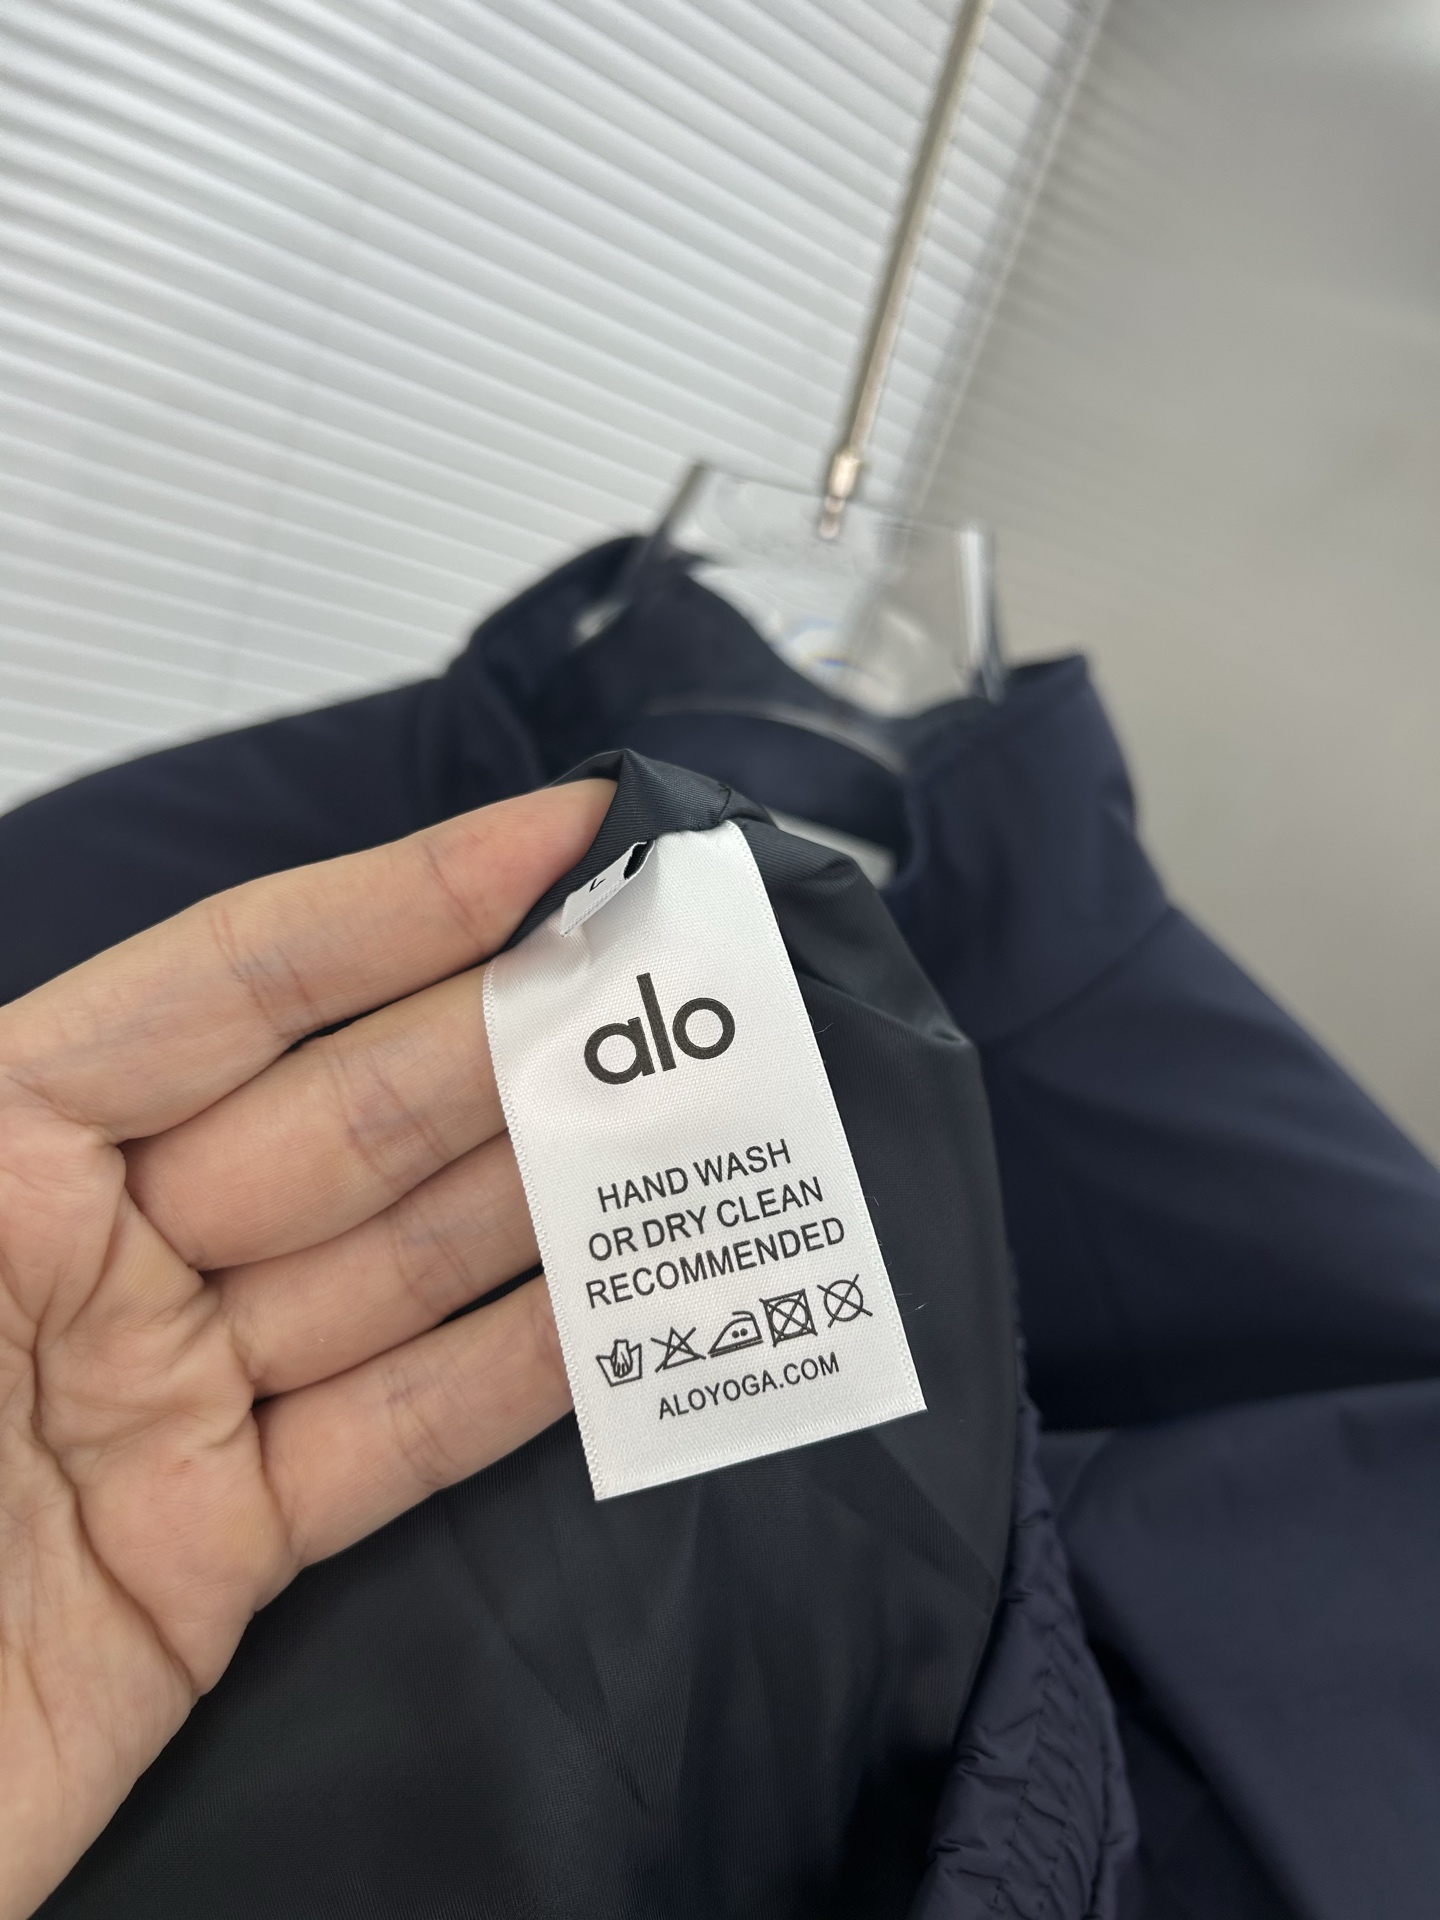 alo
HAND WASH
OR DRY CLEAN
RECOMMENDED
ALOYOGA.COM